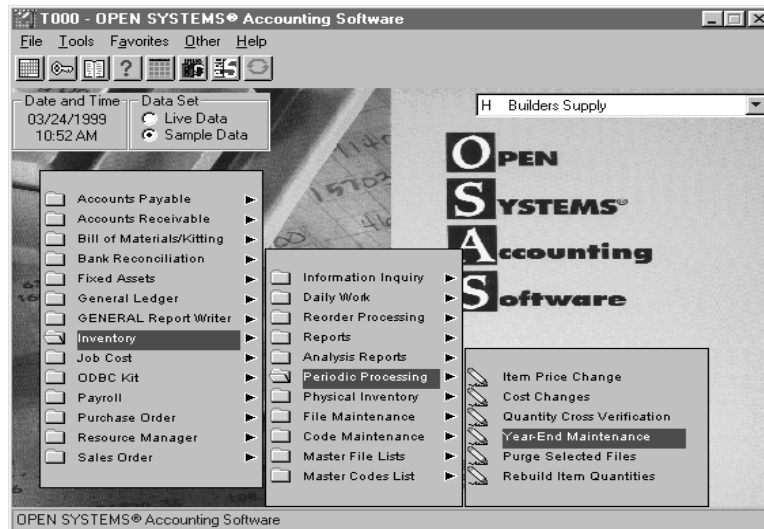 T000 - OPEN SYSTEMS® Accounting Software
File Tools Favorites Other Help
Date and Time
03/24/1999
10:52 AM
Data Set
Live Data
Sample Data
H Builders Supply
OPEN
SYSTEMS®
Accounting
Software
Accounts Payable
Accounts Receivable
Bill of Materials/Kitting
Bank Reconciliation
Fixed Assets
General Ledger
GENERAL Report Writer
Inventory
Job Cost
ODBC Kit
Payroll
Purchase Order
Resource Manager
Sales Order
Information Inquiry
Daily Work
Reorder Processing
Reports
Analysis Reports
Periodic Processing
Physical Inventory
File Maintenance
Code Maintenance
Master File Lists
Master Codes List
Item Price Change
Cost Changes
Quantity Cross Verification
Year-End Maintenance
Purge Selected Files
Rebuild Item Quantities
OPEN SYSTEMS® Accounting Software